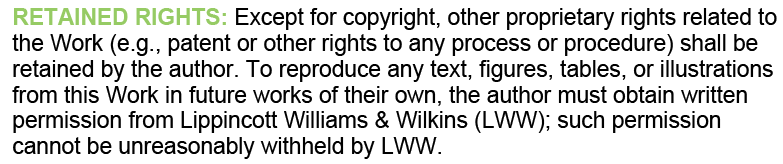 RETAINED RIGHTS: Except for copyright, other proprietary rights related to
the Work (e.g., patent or other rights to any process or procedure) shall be
retained by the author. To reproduce any text, figures, tables, or illustrations
from this Work in future works of their own, the author must obtain written
permission from Lippincott Williams & Wilkins (LWW); such permission
cannot be unreasonably withheld by LWW.